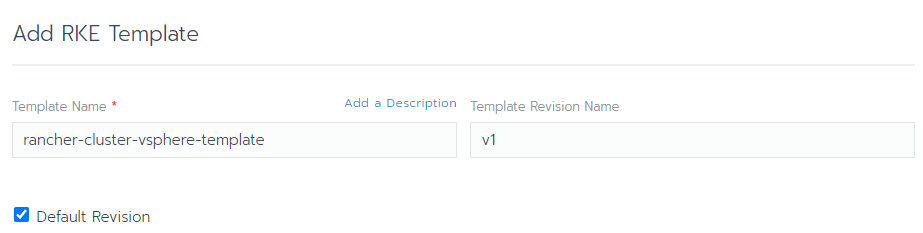 Add RKE Template
Template Name * Add a Description Template Revision Name
rancher-cluster-vsphere-template v1
Default Revision